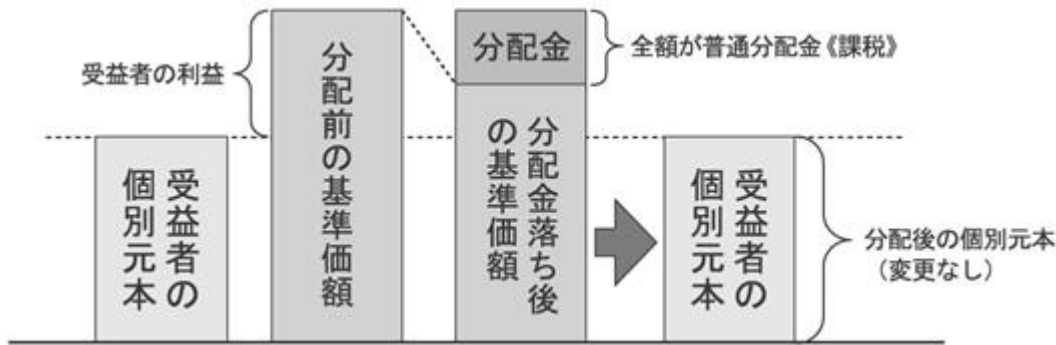 受益者の利益
受益者の
個別元本
分配前の基準価額
分配金
全額が普通分配金《課税》
分配金落ち後
の基準価額
受益者の
個別元本
分配後の個別元本
（変更なし）